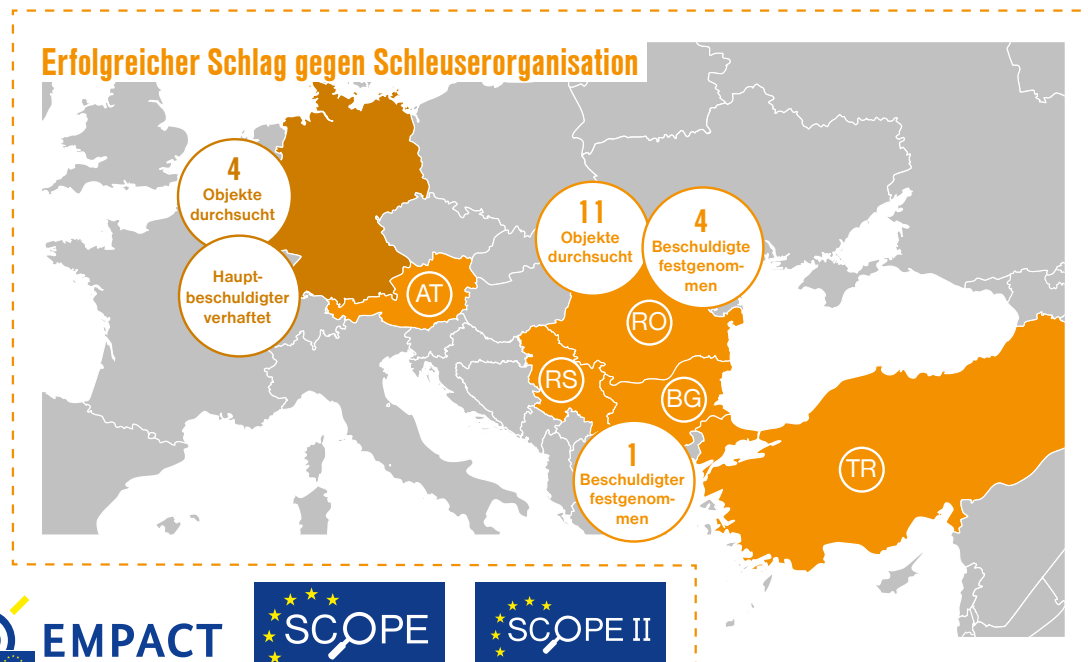 Erfolgreicher Schlag gegen Schleuserorganisation
4
Objekte
durchsucht
Haupt-
beschuldigter
verhaftet
11
Objekte
durchsucht
4
Beschuldigte
festgenom-
men
AT
RO
RS
BG
1
Beschuldigter
festgenom-
men
TR
EMPACT
SCOPE
SCOPE II